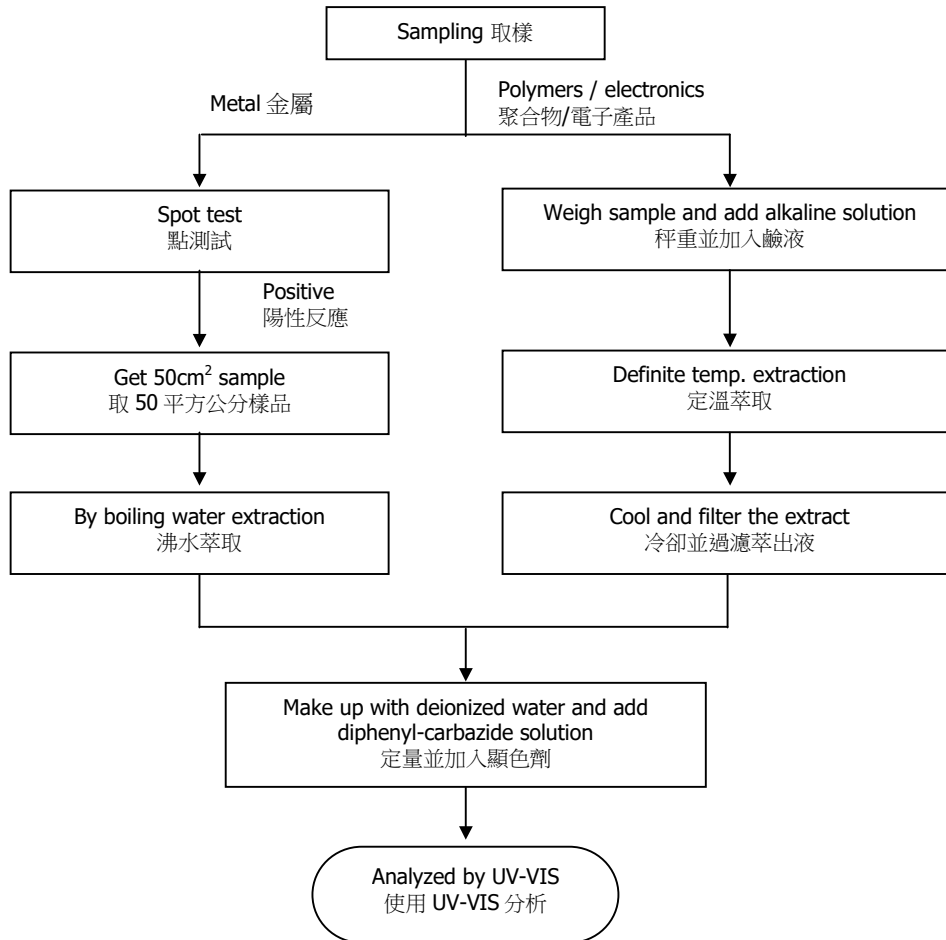 Sampling 取樣
Metal 金屬
Polymers / electronics
聚合物/電子產品
Spot test
點測試
Weigh sample and add alkaline solution
秤重並加入鹼液
Positive
陽性反應
Get 50cm² sample
取 50 平方公分樣品
Definite temp. extraction
定溫萃取
By boiling water extraction
沸水萃取
Cool and filter the extract
冷卻並過濾萃出液
Make up with deionized water and add
diphenyl-carbazide solution
定量並加入顯色劑
Analyzed by UV-VIS
使用 UV-VIS 分析